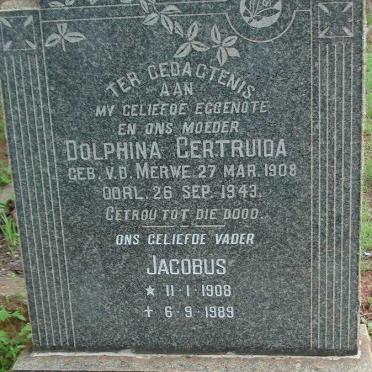 TER GEDAGTENIS
AAN
MY GELIEFDE EGGENOTE
EN ONS MOEDER
DOLPHINA GERTRUIDA
GEB. V.D. MERWE. 27 MAR. 1908
OORL. 26 SEP. 1943.
GETROU TOT DIE DOOD.
ONS GELIEFDE VADER
JACOBUS
★ 11·1·1908
✝ 6·9·1989